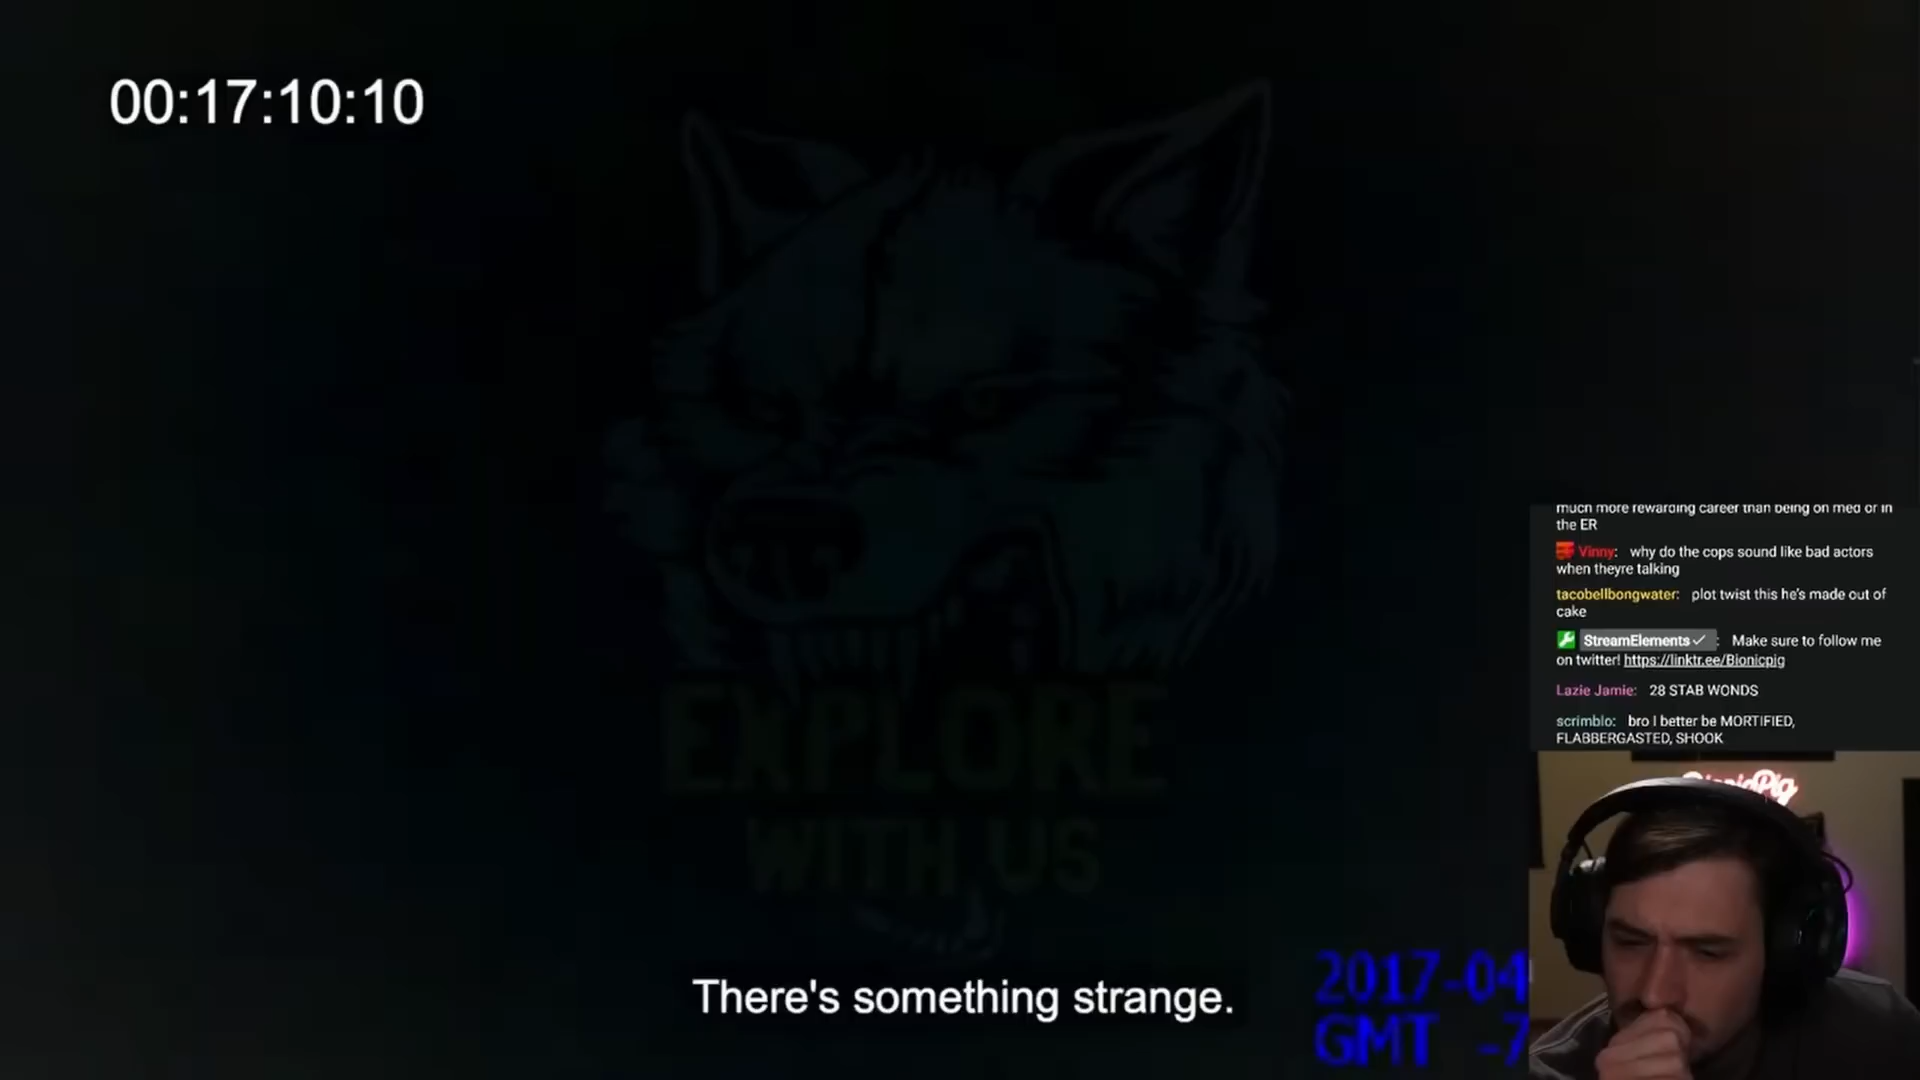 00:17:10:10
EXPLORE
WITH US
There's something strange.
2017-04
GMT -7
much more rewarding career than being on med or in
the ER
Vinny: why do the cops sound like bad actors
when theyre talking
tacobellbongwater: plot twist this he's made out of
cake
StreamElements: Make sure to follow me
on twitter! https://linktr.ee/Bionicpig
Lazie Jamie: 28 STAB WONDS
scrimblo: bro I better be MORTIFIED,
FLABBERGASTED, SHOOK